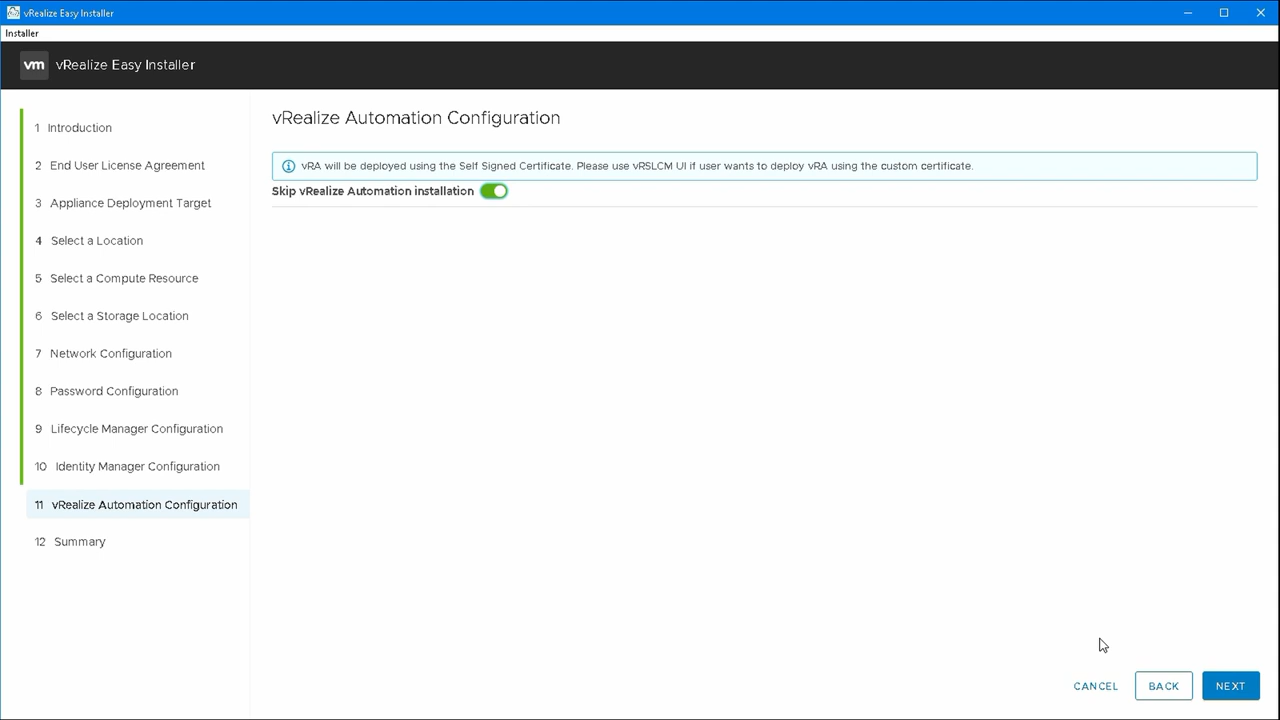 vRealize Easy Installer
Installer
vm vRealize Easy Installer
1 Introduction
2 End User License Agreement
3 Appliance Deployment Target
4 Select a Location
5 Select a Compute Resource
6 Select a Storage Location
7 Network Configuration
8 Password Configuration
9 Lifecycle Manager Configuration
10 Identity Manager Configuration
11 vRealize Automation Configuration
12 Summary
vRealize Automation Configuration
vRA will be deployed using the Self Signed Certificate. Please use vRSLCM UI if user wants to deploy vRA using the custom certificate.
Skip vRealize Automation installation
CANCEL BACK NEXT